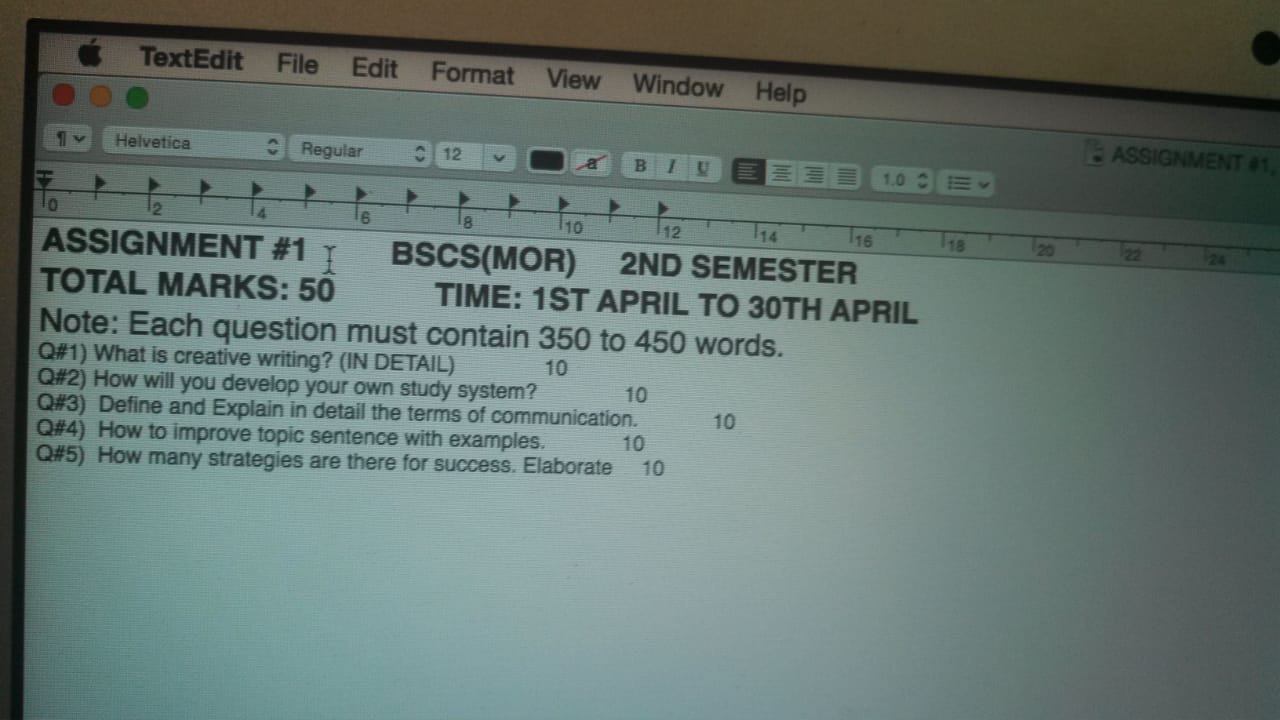 TextEdit File Edit Format View Window Help
¶ Helvetica Regular 12 a B I U 1.0
ASSIGNMENT #1,
0 2 4 6 8 10 12 14 16 18 20 22 24
ASSIGNMENT #1 BSCS(MOR) 2ND SEMESTER
TOTAL MARKS: 50 TIME: 1ST APRIL TO 30TH APRIL
Note: Each question must contain 350 to 450 words.
Q#1) What is creative writing? (IN DETAIL) 10
Q#2) How will you develop your own study system? 10
Q#3) Define and Explain in detail the terms of communication. 10
Q#4) How to improve topic sentence with examples. 10
Q#5) How many strategies are there for success. Elaborate 10